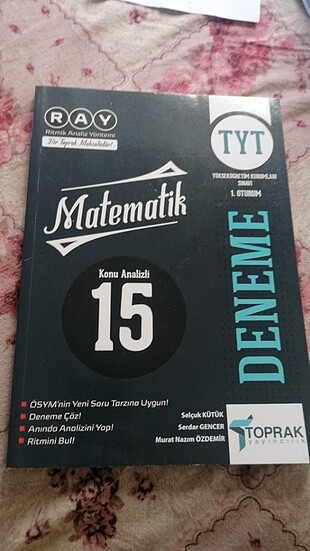 RAY
Ritmik Analiz Yöntemi
Bir Toprak Markasıdır!
TYT
YÜKSEKÖĞRETİM KURUMLARI
SINAVI
1. OTURUM
Matematik
Konu Analizli
15
DENEME
ÖSYM'nin Yeni Soru Tarzına Uygun!
Deneme Çöz!
Anında Analizini Yap!
Ritmini Bul!
Selçuk KÜTÜK
Serdar GENCER
Murat Nazım ÖZDEMİR
TOPRAK
yayıncılık